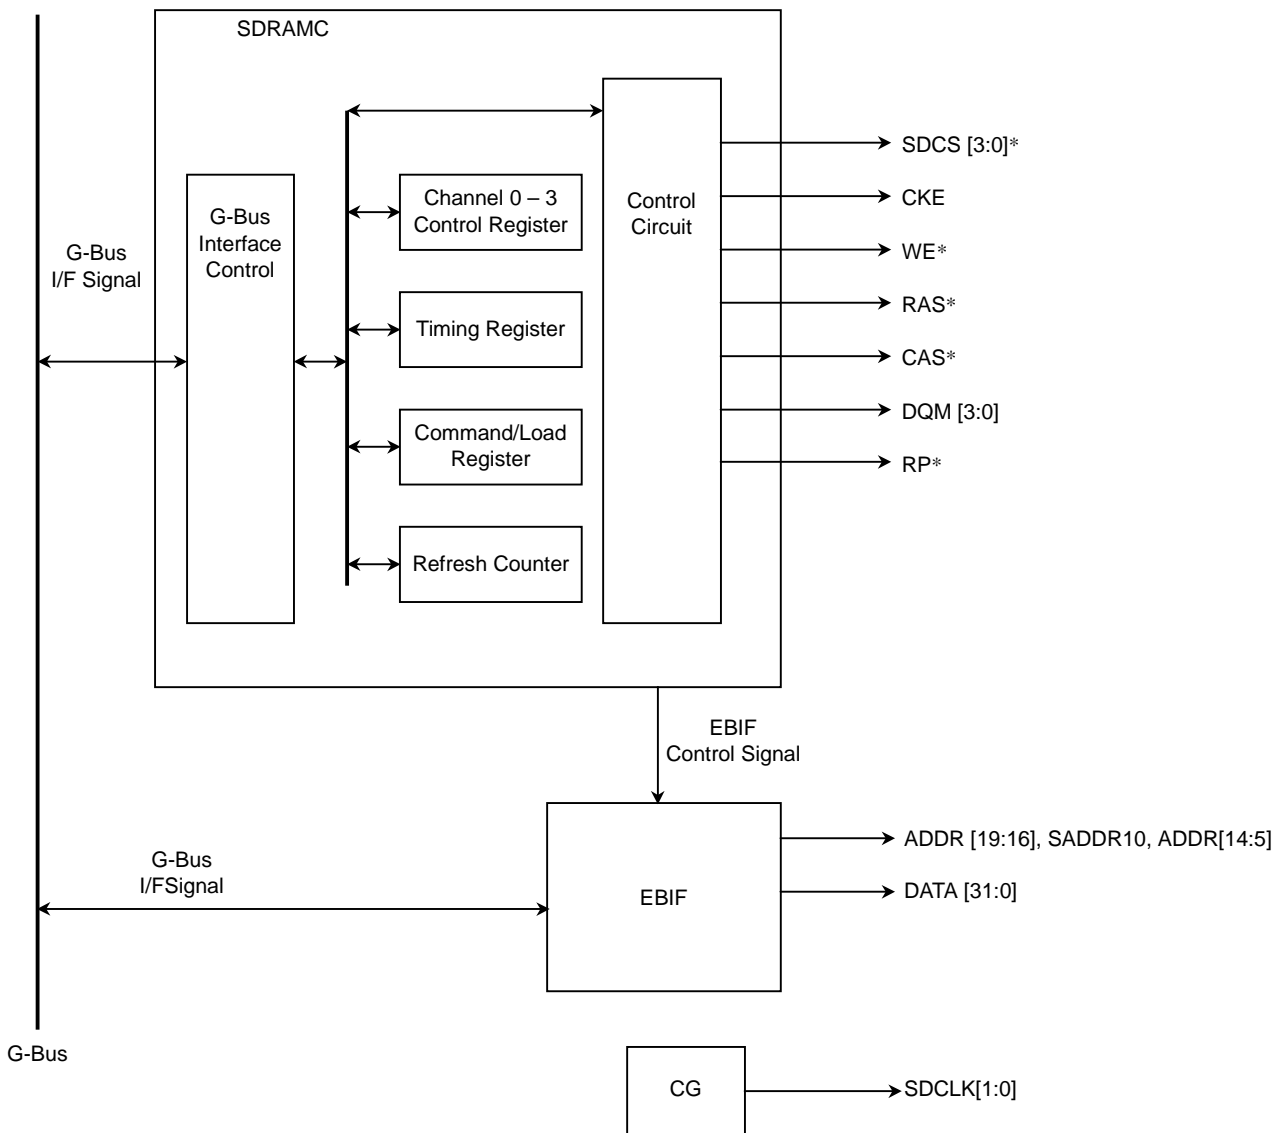 SDRAMC
G-Bus
Interface
Control
Channel 0 – 3
Control Register
Timing Register
Command/Load
Register
Refresh Counter
Control
Circuit
SDCS [3:0]*
CKE
WE*
RAS*
CAS*
DQM [3:0]
RP*
G-Bus
I/F Signal
EBIF
Control Signal
G-Bus
I/FSignal
EBIF
ADDR [19:16], SADDR10, ADDR[14:5]
DATA [31:0]
G-Bus
CG
SDCLK[1:0]